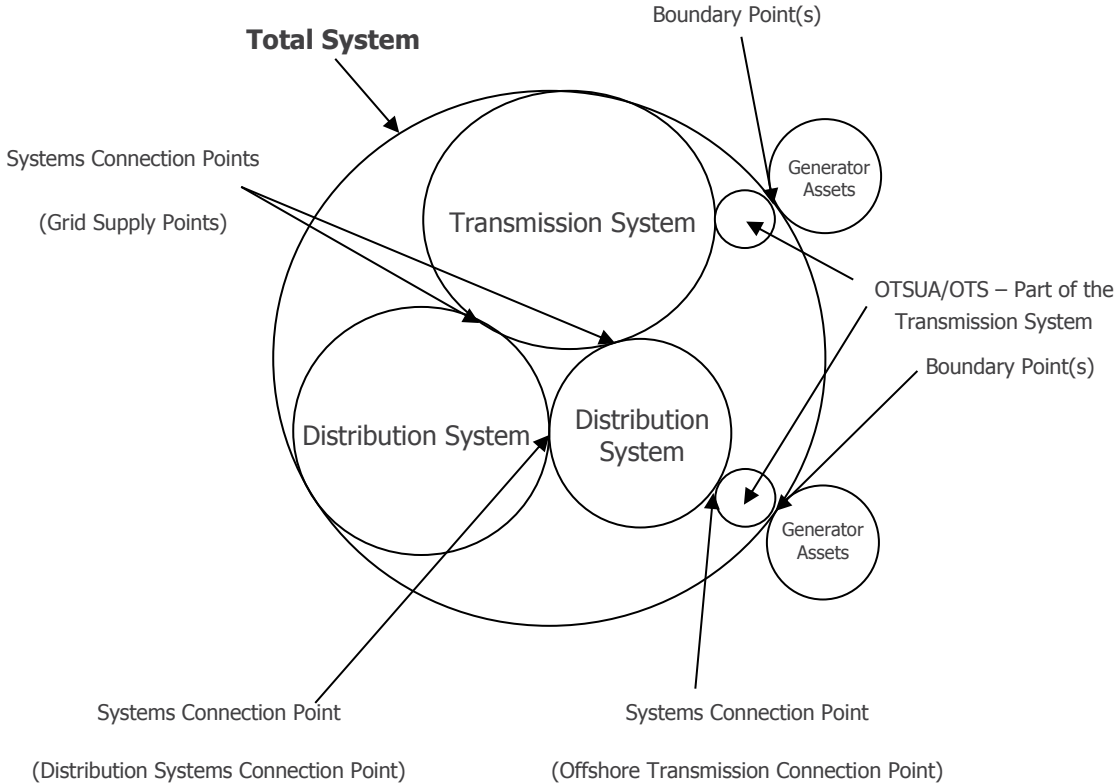 Boundary Point(s)
Total System
Systems Connection Points
(Grid Supply Points)
Generator
Assets
Transmission System
OTSUA/OTS – Part of the
Transmission System
Boundary Point(s)
Distribution System
Distribution
System
Generator
Assets
Systems Connection Point
(Distribution Systems Connection Point)
Systems Connection Point
(Offshore Transmission Connection Point)